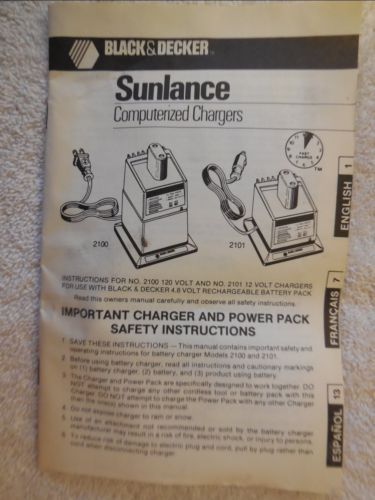 BLACK & DECKER™
Sunlance
Computerized Chargers
FAST
CHARGE
TM
2100
2101
INSTRUCTIONS FOR NO. 2100 120 VOLT AND NO. 2101 12 VOLT CHARGERS
FOR USE WITH BLACK & DECKER 4.8 VOLT RECHARGEABLE BATTERY PACK
Read this owners manual carefully and observe all safety instructions.
IMPORTANT CHARGER AND POWER PACK
SAFETY INSTRUCTIONS
1. SAVE THESE INSTRUCTIONS — This manual contains important safety and
operating instructions for battery charger Models 2100 and 2101.
2. Before using battery charger, read all instructions and cautionary markings
on (1) battery charger, (2) battery, and (3) product using battery.
3. The Charger and Power Pack are specifically designed to work together. DO
NOT attempt to charge any other cordless tool or battery pack with this
Charger. DO NOT attempt to charge the Power Pack with any other Charger
than the one(s) shown in this manual.
4. Do not expose charger to rain or snow.
5. Use of an attachment not recommended or sold by the battery charger
manufacturer may result in a risk of fire, electric shock, or injury to persons.
6. To reduce risk of damage to electric plug and cord, pull by plug rather than
cord when disconnecting charger.
ENGLISH 1
FRANÇAIS 7
ESPAÑOL 13